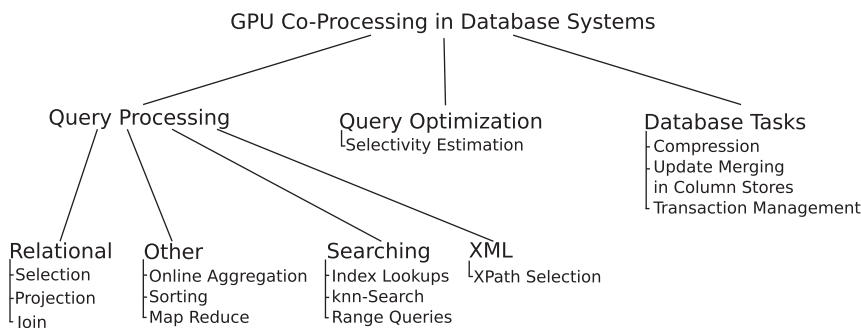 GPU Co-Processing in Database Systems
Query Processing
Query Optimization
Selectivity Estimation
Database Tasks
Compression
Update Merging
in Column Stores
Transaction Management
Relational
Selection
Projection
Join
Other
Online Aggregation
Sorting
Map Reduce
Searching
Index Lookups
knn-Search
Range Queries
XML
XPath Selection